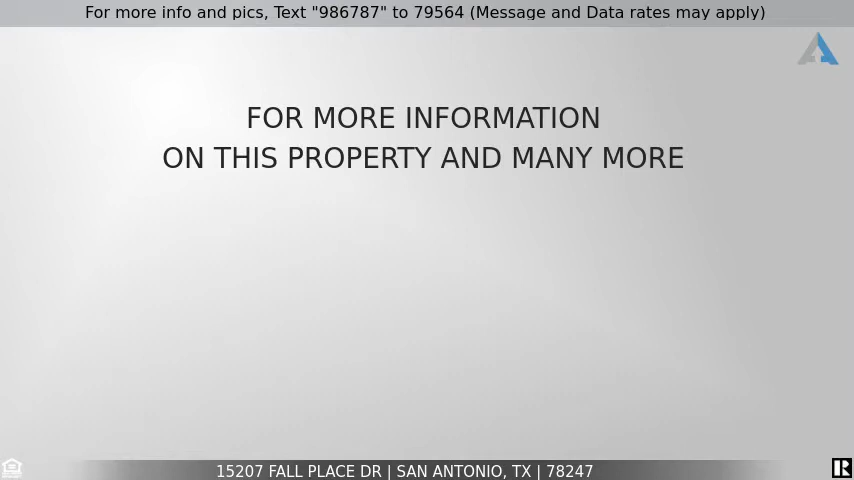 For more info and pics, Text "986787" to 79564 (Message and Data rates may apply)
FOR MORE INFORMATION
ON THIS PROPERTY AND MANY MORE
15207 FALL PLACE DR | SAN ANTONIO, TX | 78247